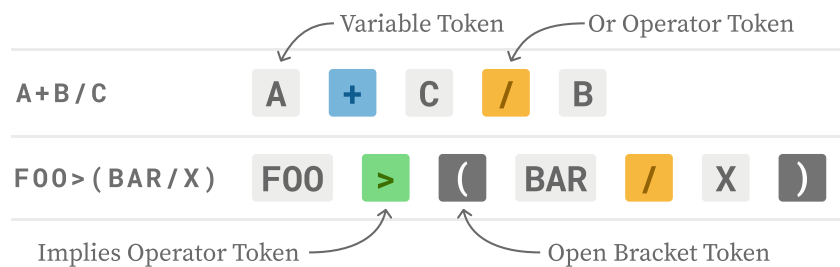 Variable Token Or Operator Token
A+B/C A + C / B
FOO>(BAR/X) FOO > ( BAR / X )
Implies Operator Token Open Bracket Token